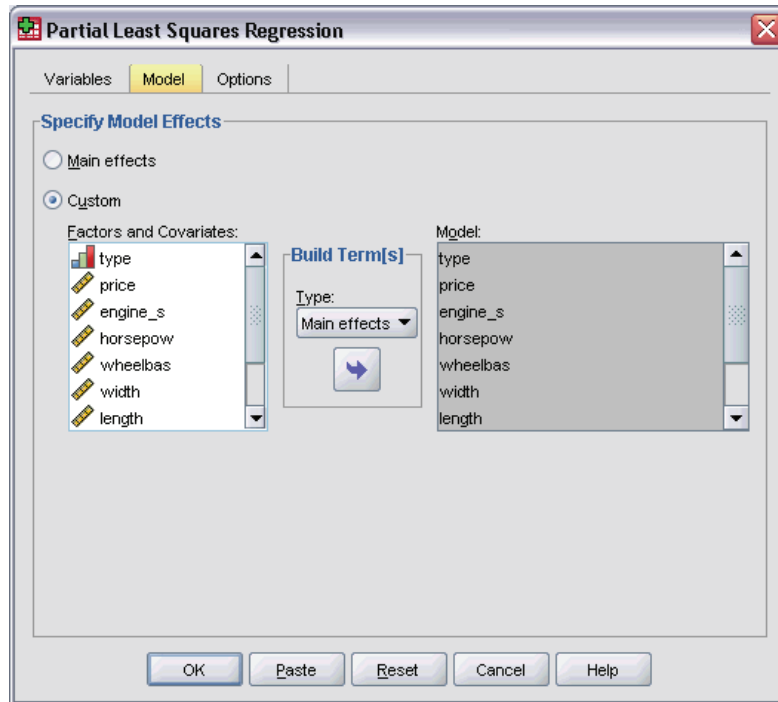 Partial Least Squares Regression
Variables Model Options
Specify Model Effects
Main effects
Custom
Factors and Covariates:
type
price
engine_s
horsepow
wheelbas
width
length
Build Term[s]
Type:
Main effects
Model:
type
price
engine_s
horsepow
wheelbas
width
length
OK Paste Reset Cancel Help